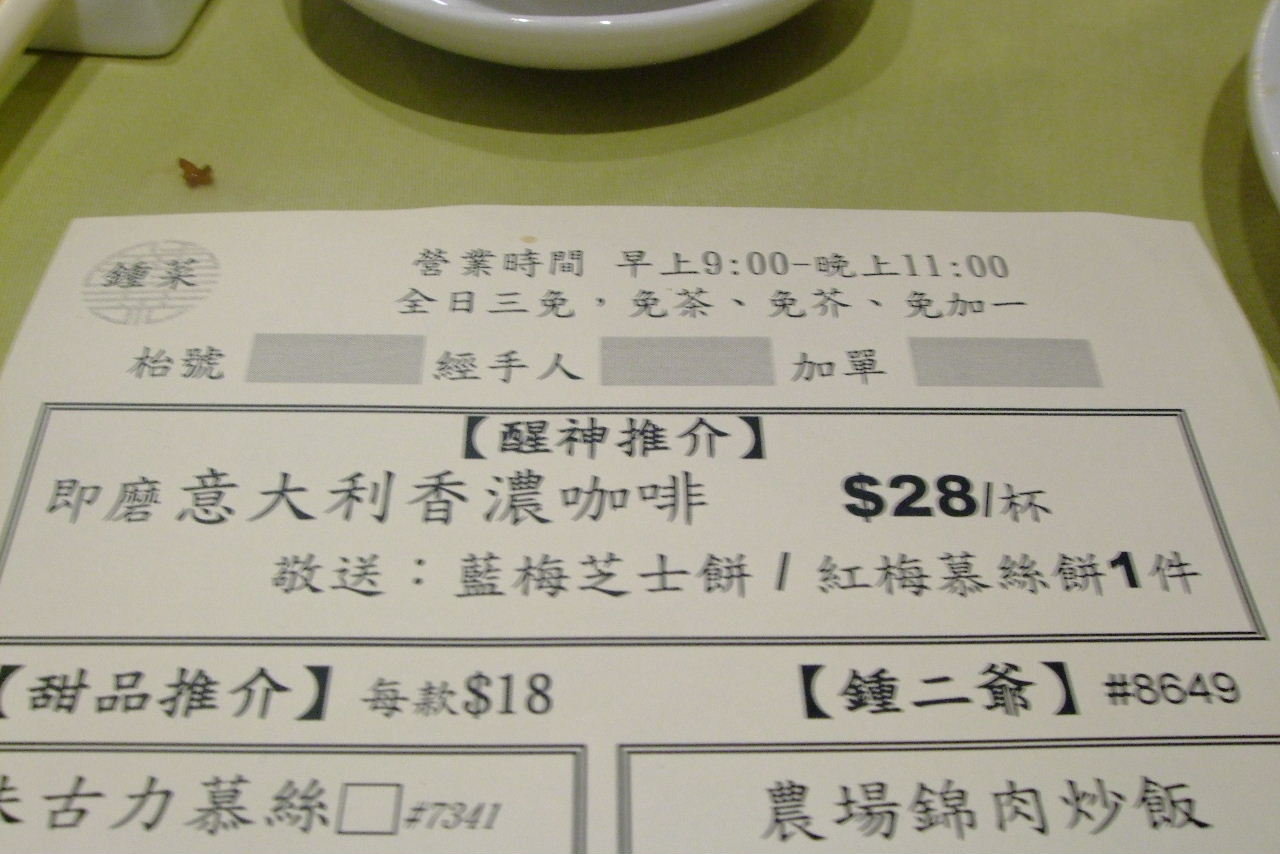 鍾菜
營業時間 早上9:00-晚上11:00
全日三免，免茶、免芥、免加一
枱號 經手人 加單
【醒神推介】
即磨意大利香濃咖啡 $28/杯
敬送：藍梅芝士餅 / 紅梅慕絲餅1件
【甜品推介】每款$18
【鍾二爺】#8649
朱古力慕絲□#7341
農場錦肉炒飯